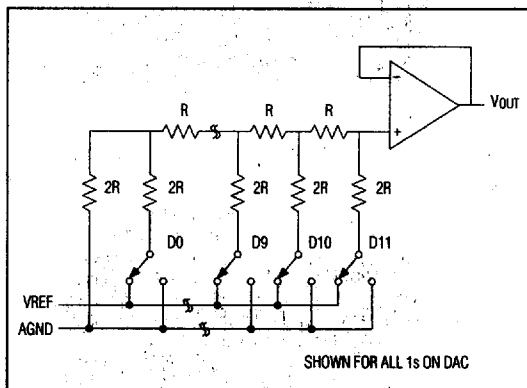 R R R
VOUT
2R 2R 2R 2R 2R
D0 D9 D10 D11
VREF
AGND
SHOWN FOR ALL 1s ON DAC